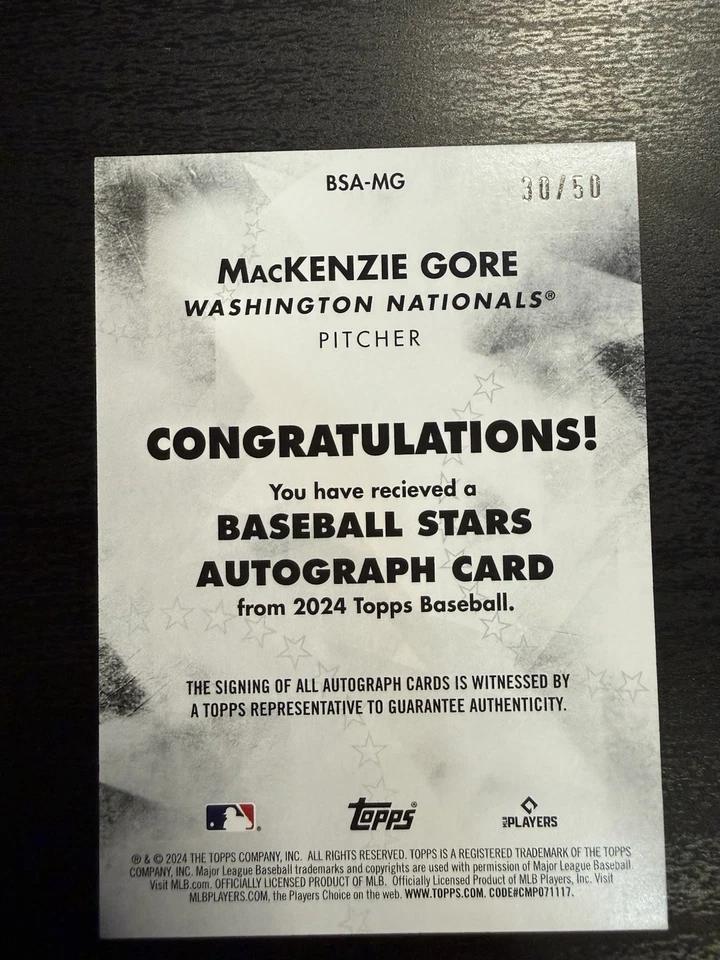 BSA-MG
30/50
MacKENZIE GORE
WASHINGTON NATIONALS®
PITCHER
CONGRATULATIONS!
You have recieved a
BASEBALL STARS
AUTOGRAPH CARD
from 2024 Topps Baseball.
THE SIGNING OF ALL AUTOGRAPH CARDS IS WITNESSED BY
A TOPPS REPRESENTATIVE TO GUARANTEE AUTHENTICITY.
Topps®
MLB PLAYERS
® & © 2024 THE TOPPS COMPANY, INC. ALL RIGHTS RESERVED. TOPPS IS A REGISTERED TRADEMARK OF THE TOPPS
COMPANY, INC. Major League Baseball trademarks and copyrights are used with permission of Major League Baseball.
Visit MLB.com. OFFICIALLY LICENSED PRODUCT OF MLB. Officially Licensed Product of MLB Players, Inc. Visit
MLBPLAYERS.COM, the Players Choice on the web. WWW.TOPPS.COM. CODE#CMP071117.